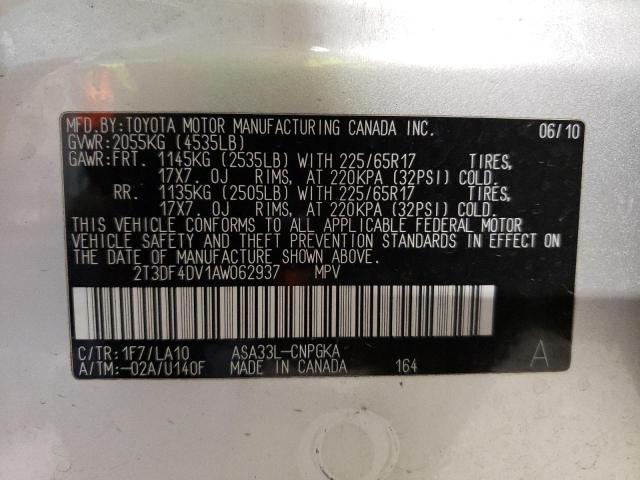 MFD.BY:TOYOTA MOTOR MANUFACTURING CANADA INC. 06/10
GVWR:2055KG (4535LB)
GAWR:FRT. 1145KG (2535LB) WITH 225/65R17 TIRES,
17X7.0J RIMS, AT 220KPA (32PSI) COLD.
RR. 1135KG (2505LB) WITH 225/65R17 TIRES,
17X7.0J RIMS, AT 220KPA (32PSI) COLD.
THIS VEHICLE CONFORMS TO ALL APPLICABLE FEDERAL MOTOR
VEHICLE SAFETY AND THEFT PREVENTION STANDARDS IN EFFECT ON
THE DATE OF MANUFACTURE SHOWN ABOVE.
2T3DF4DV1AW062937 MPV
C/TR:1F7/LA10 ASA33L-CNPGKA
A/TM:-02A/U140F MADE IN CANADA 164 A